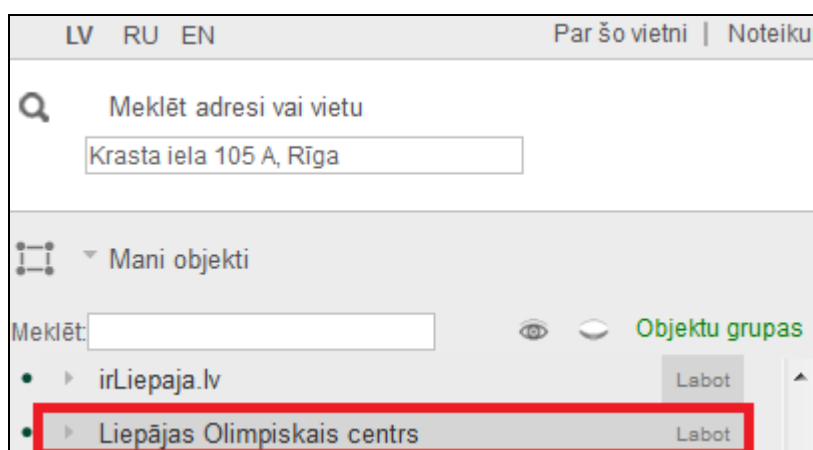 LV RU EN Par šo vietni | Noteiku
Meklēt adresi vai vietu
Krasta iela 105 A, Rīga
Mani objekti
Meklēt: Objektu grupas
irLiepaja.lv Labot
Liepājas Olimpiskais centrs Labot